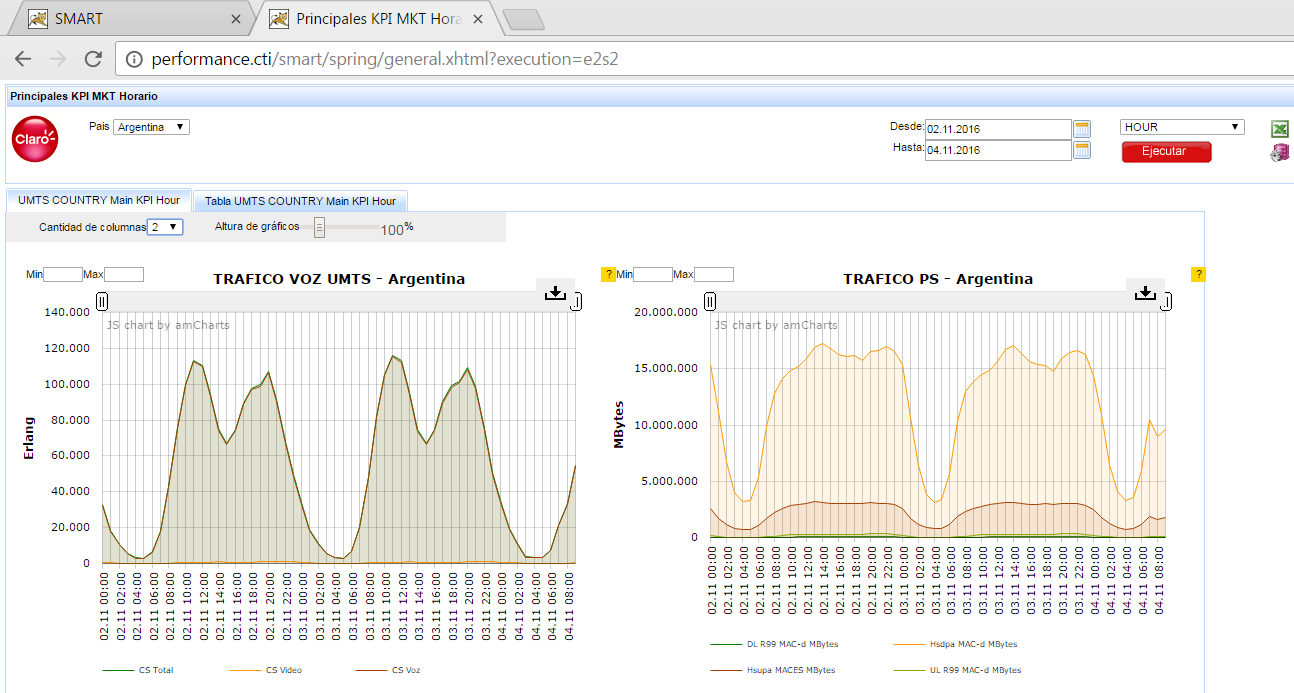 SMART
Principales KPI MKT Hora
performance.cti/smart/spring/general.xhtml?execution=e2s2
Principales KPI MKT Horario
Claro
Pais Argentina
Desde: 02.11.2016
Hasta: 04.11.2016
HOUR
Ejecutar
UMTS COUNTRY Main KPI Hour
Tabla UMTS COUNTRY Main KPI Hour
Cantidad de columnas 2
Altura de gráficos 100%
Min Max
TRAFICO VOZ UMTS - Argentina
?
JS chart by amCharts
Erlang
140.000
120.000
100.000
80.000
60.000
40.000
20.000
0
02.11 00:00
02.11 02:00
02.11 04:00
02.11 06:00
02.11 08:00
02.11 10:00
02.11 12:00
02.11 14:00
02.11 16:00
02.11 18:00
02.11 20:00
02.11 22:00
03.11 00:00
03.11 02:00
03.11 04:00
03.11 06:00
03.11 08:00
03.11 10:00
03.11 12:00
03.11 14:00
03.11 16:00
03.11 18:00
03.11 20:00
03.11 22:00
04.11 00:00
04.11 02:00
04.11 04:00
04.11 06:00
04.11 08:00
CS Total
CS Video
CS Voz
Min Max
TRAFICO PS - Argentina
?
JS chart by amCharts
MBytes
20.000.000
15.000.000
10.000.000
5.000.000
0
02.11 00:00
02.11 02:00
02.11 04:00
02.11 06:00
02.11 08:00
02.11 10:00
02.11 12:00
02.11 14:00
02.11 16:00
02.11 18:00
02.11 20:00
02.11 22:00
03.11 00:00
03.11 02:00
03.11 04:00
03.11 06:00
03.11 08:00
03.11 10:00
03.11 12:00
03.11 14:00
03.11 16:00
03.11 18:00
03.11 20:00
03.11 22:00
04.11 00:00
04.11 02:00
04.11 04:00
04.11 06:00
04.11 08:00
DL R99 MAC-d MBytes
Hsdpa MAC-d MBytes
Hsupa MACES MBytes
UL R99 MAC-d MBytes